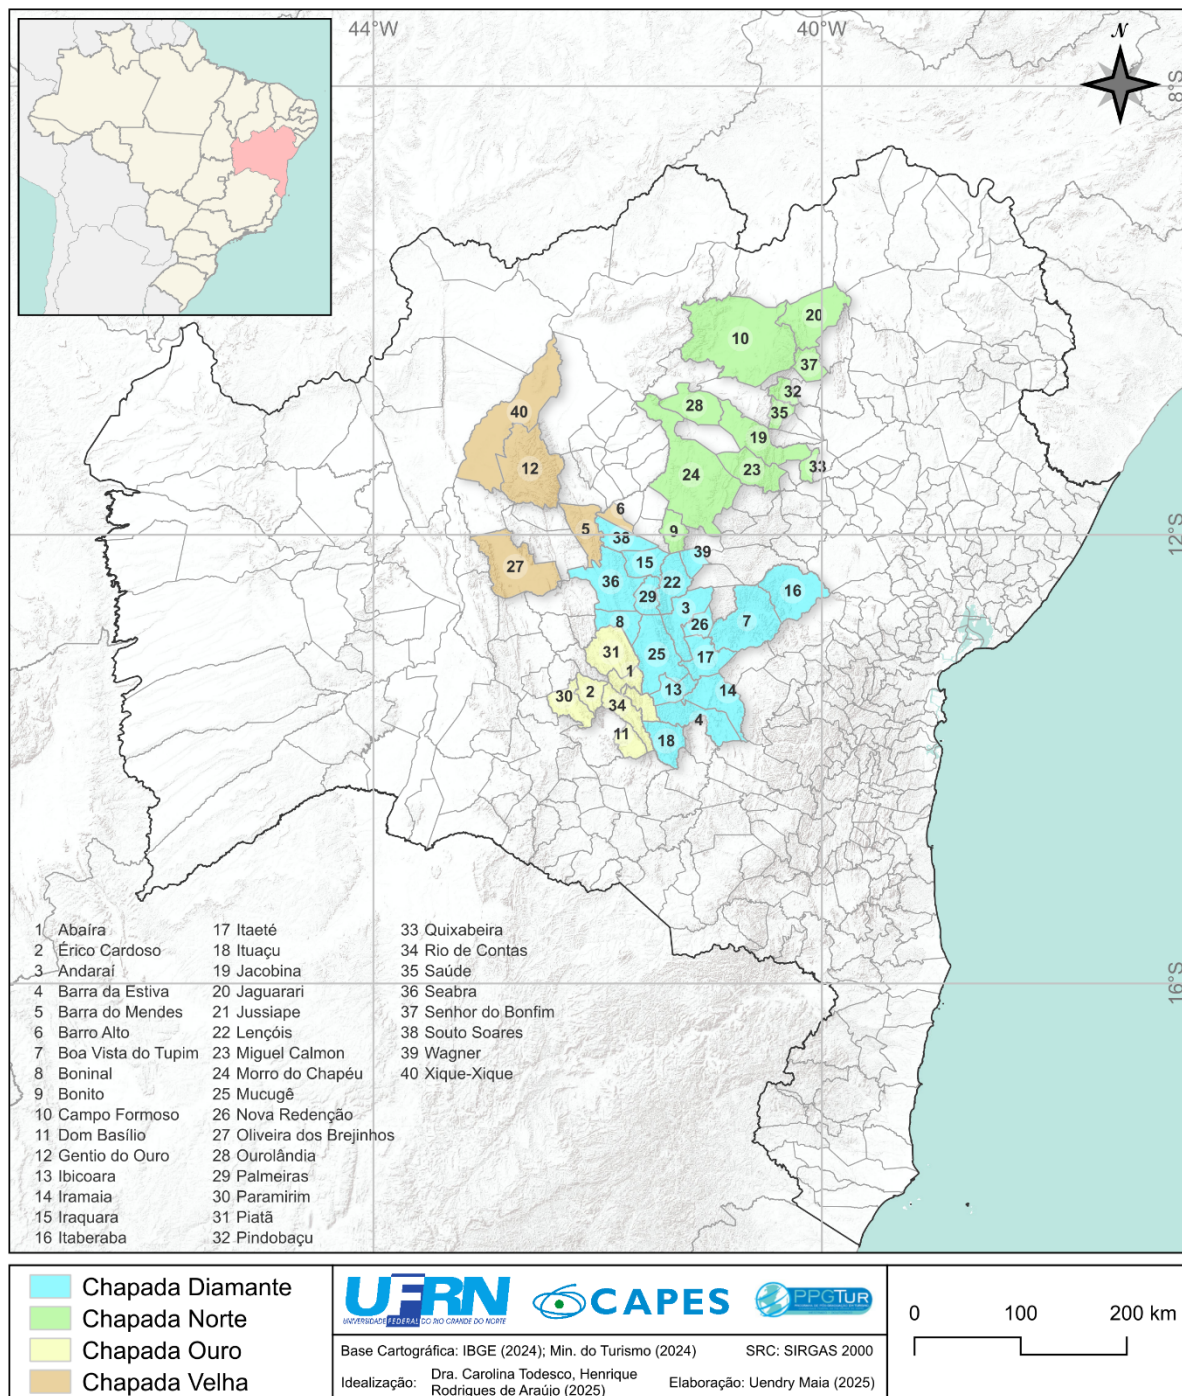 44°W
40°W
N
8°S
20
10
37
32
28
35
40
19
12
24
23
33
6
5
9
38
39
12°S
27
15
36
22
16
29
3
8
26
7
31
25
17
1
30
2
13
14
34
4
11
18
16°S
1 Abaíra
2 Érico Cardoso
3 Andaraí
4 Barra da Estiva
5 Barra do Mendes
6 Barro Alto
7 Boa Vista do Tupim
8 Boninal
9 Bonito
10 Campo Formoso
11 Dom Basílio
12 Gentio do Ouro
13 Ibicoara
14 Iramaia
15 Iraquara
16 Itaberaba
17 Itaeté
18 Ituaçu
19 Jacobina
20 Jaguarari
21 Jussiape
22 Lençóis
23 Miguel Calmon
24 Morro do Chapéu
25 Mucugê
26 Nova Redenção
27 Oliveira dos Brejinhos
28 Ourolândia
29 Palmeiras
30 Paramirim
31 Piatã
32 Pindobaçu
33 Quixabeira
34 Rio de Contas
35 Saúde
36 Seabra
37 Senhor do Bonfim
38 Souto Soares
39 Wagner
40 Xique-Xique
Chapada Diamante
Chapada Norte
Chapada Ouro
Chapada Velha
UFRN
UNIVERSIDADE FEDERAL DO RIO GRANDE DO NORTE
CAPES
PPGTUR
Base Cartográfica: IBGE (2024); Min. do Turismo (2024)
SRC: SIRGAS 2000
Idealização: Dra. Carolina Todesco, Henrique
Rodrigues de Araújo (2025)
Elaboração: Uendry Maia (2025)
0 100 200 km